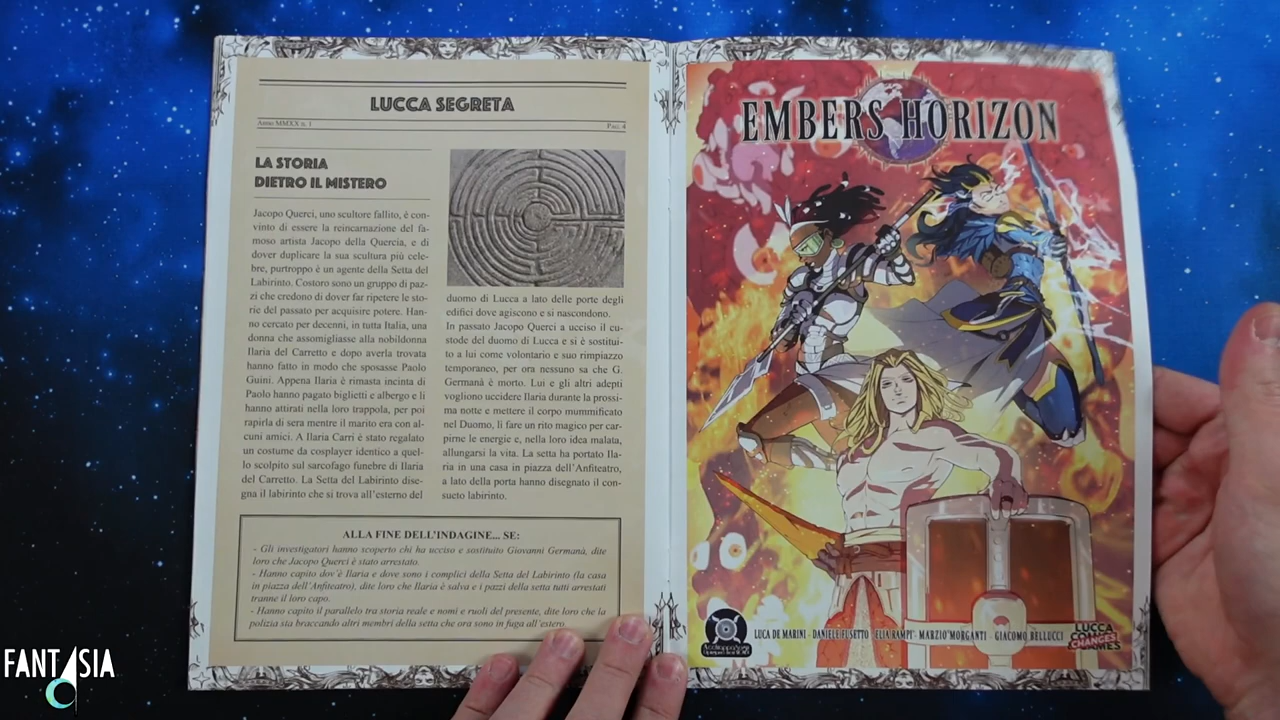 LUCCA SEGRETA
Anno MMXX n. 1
Pag. 4
LA STORIA
DIETRO IL MISTERO
Jacopo Querci, uno scultore fallito, è con-
vinto di essere la reincarnazione del fa-
moso artista Jacopo della Quercia, e di
dover duplicare la sua scultura più cele-
bre, purtroppo è un agente della Setta del
Labirinto. Costoro sono un gruppo di paz-
zi che credono di dover far ripetere le sto-
rie del passato per acquisire potere. Han-
no cercato per decenni, in tutta Italia, una
donna che assomigliasse alla nobildonna
Ilaria del Carretto e dopo averla trovata
hanno fatto in modo che sposasse Paolo
Guini. Appena Ilaria è rimasta incinta di
Paolo hanno pagato biglietti e albergo e li
hanno attirati nella loro trappola, per poi
rapirla di sera mentre il marito era con al-
cuni amici. A Ilaria Carri è stato regalato
un costume da cosplayer identico a quel-
lo scolpito sul sarcofago funebre di Ilaria
del Carretto. La Setta del Labirinto dise-
gna il labirinto che si trova all'esterno del
duomo di Lucca a lato delle porte degli
edifici dove agiscono e si nascondono.
In passato Jacopo Querci a ucciso il cu-
stode del duomo di Lucca e si è sostitui-
to a lui come volontario e suo rimpiazzo
temporaneo, per ora nessuno sa che G.
Germanà è morto. Lui e gli altri adepti
vogliono uccidere Ilaria durante la prossi-
ma notte e mettere il corpo mummificato
nel Duomo, lì fare un rito magico per car-
pirne le energie e, nella loro idea malata,
allungarsi la vita. La setta ha portato Ila-
ria in una casa in piazza dell'Anfiteatro,
a lato della porta hanno disegnato il con-
sueto labirinto.
ALLA FINE DELL'INDAGINE... SE:
- Gli investigatori hanno scoperto chi ha ucciso e sostituito Giovanni Germanà, dite
loro che Jacopo Querci è stato arrestato.
- Hanno capito dov'è Ilaria e dove sono i complici della Setta del Labirinto (la casa
in piazza dell'Anfiteatro), dite loro che Ilaria è salva e i pazzi della setta tutti arrestati
tranne il loro capo.
- Hanno capito il parallelo tra storia reale e nomi e ruoli del presente, dite loro che la
polizia sta braccando altri membri della setta che ora sono in fuga all'estero.
EMBERS HORIZON
LUCA DE MARINI - DANIELE FUSETTO - ELIA RAMPI - MARZIO MORGANTI - GIACOMO BELLUCCI
LUCCA
COMICS
CHANGES
GAMES
FANTASIA